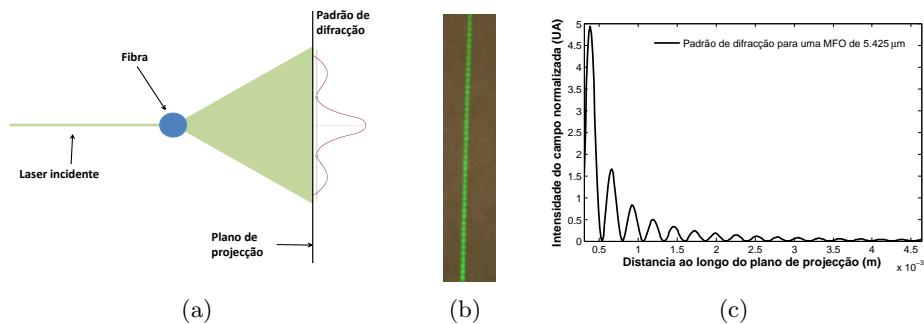 Padrão de
difracção
Fibra
Laser incidente
Plano de
projecção
(a)
(b)
Intensidade do campo normalizada (UA)
5
4.5
4
3.5
3
2.5
2
1.5
1
0.5
0
Padrão de difracção para uma MFO de 5.425 μm
0.5 1 1.5 2 2.5 3 3.5 4 4.5
x 10⁻³
Distancia ao longo do plano de projecção (m)
(c)